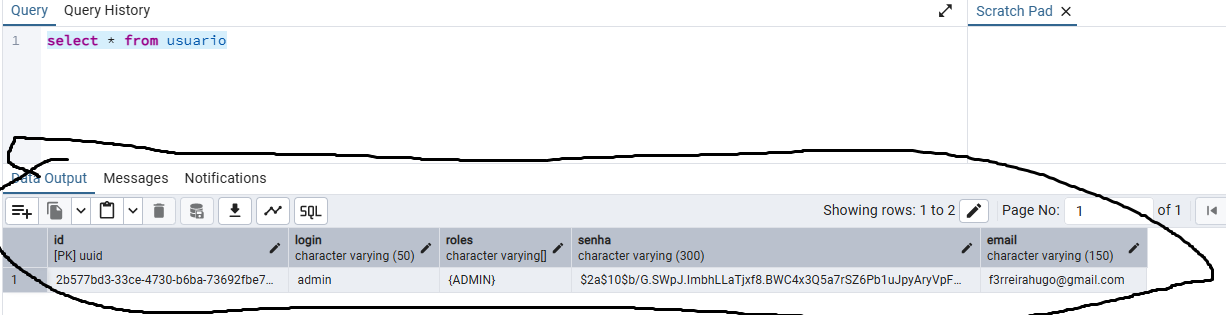 Query Query History Scratch Pad
1 select * from usuario
Data Output Messages Notifications
SQL Showing rows: 1 to 2 Page No: 1 of 1
id login roles senha email
[PK] uuid character varying (50) character varying[] character varying (300) character varying (150)
1 2b577bd3-33ce-4730-b6ba-73692fbe7... admin {ADMIN} $2a$10$b/G.SWpJ.ImbhLLaTjxf8.BWC4x3Q5a7rSZ6Pb1uJpyAryVpF... f3rreirahugo@gmail.com